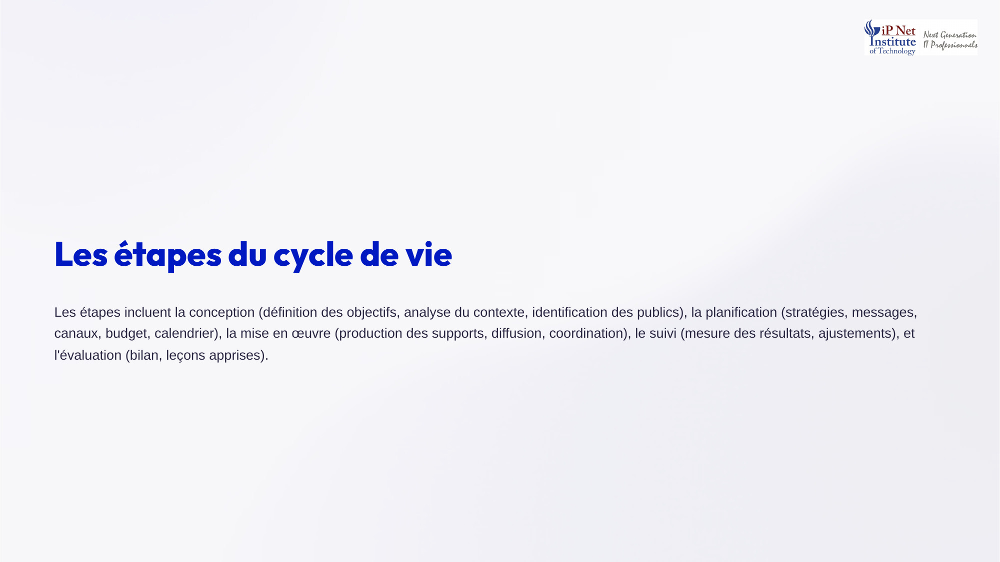 iP Net
Institute
of Technology
Next Generation
IT Professionnels
Les étapes du cycle de vie
Les étapes incluent la conception (définition des objectifs, analyse du contexte, identification des publics), la planification (stratégies, messages,
canaux, budget, calendrier), la mise en œuvre (production des supports, diffusion, coordination), le suivi (mesure des résultats, ajustements), et
l'évaluation (bilan, leçons apprises).